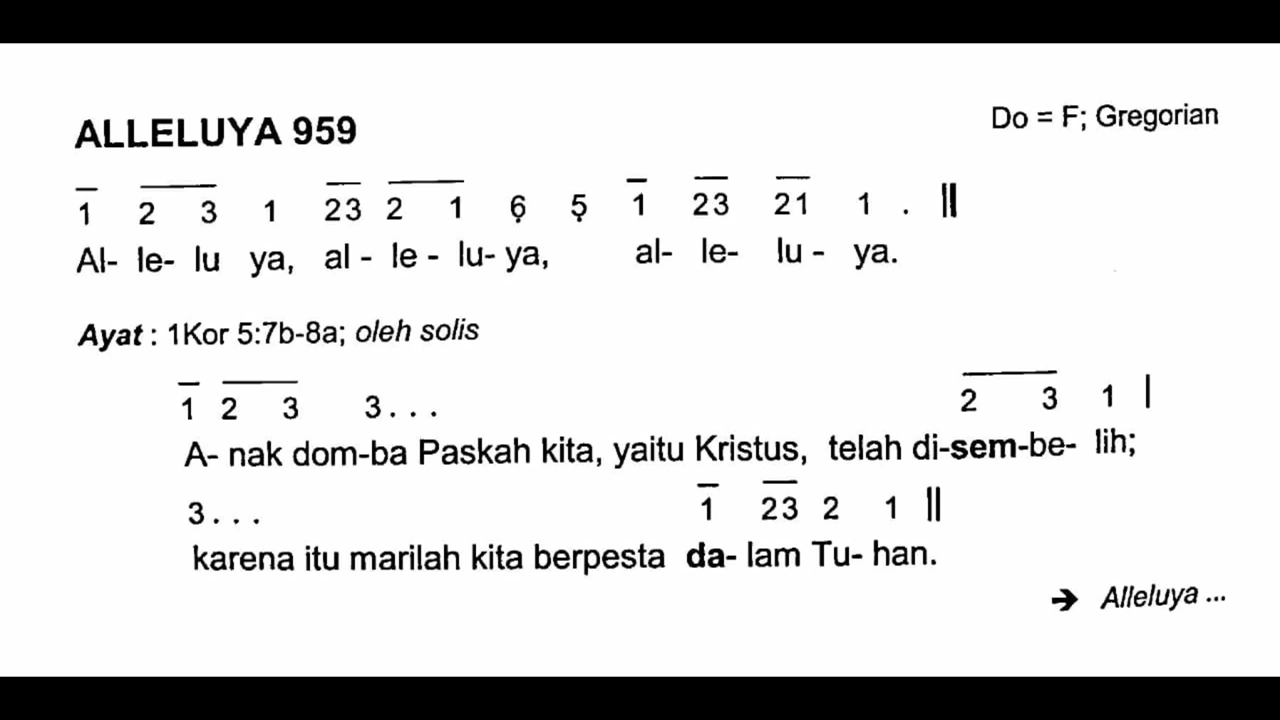 ALLELUYA 959 Do = F; Gregorian
1 2 3 1 23 2 1 6̣ 5̣ 1 23 21 1 . ||
Al- le- lu ya, al - le - lu- ya, al- le- lu - ya.
Ayat : 1Kor 5:7b-8a; oleh solis
1 2 3 3 . . . 2 3 1 |
A- nak dom-ba Paskah kita, yaitu Kristus, telah di-sem-be- lih;
3 . . . 1 23 2 1 ||
karena itu marilah kita berpesta da- lam Tu- han.
→ Alleluya ...